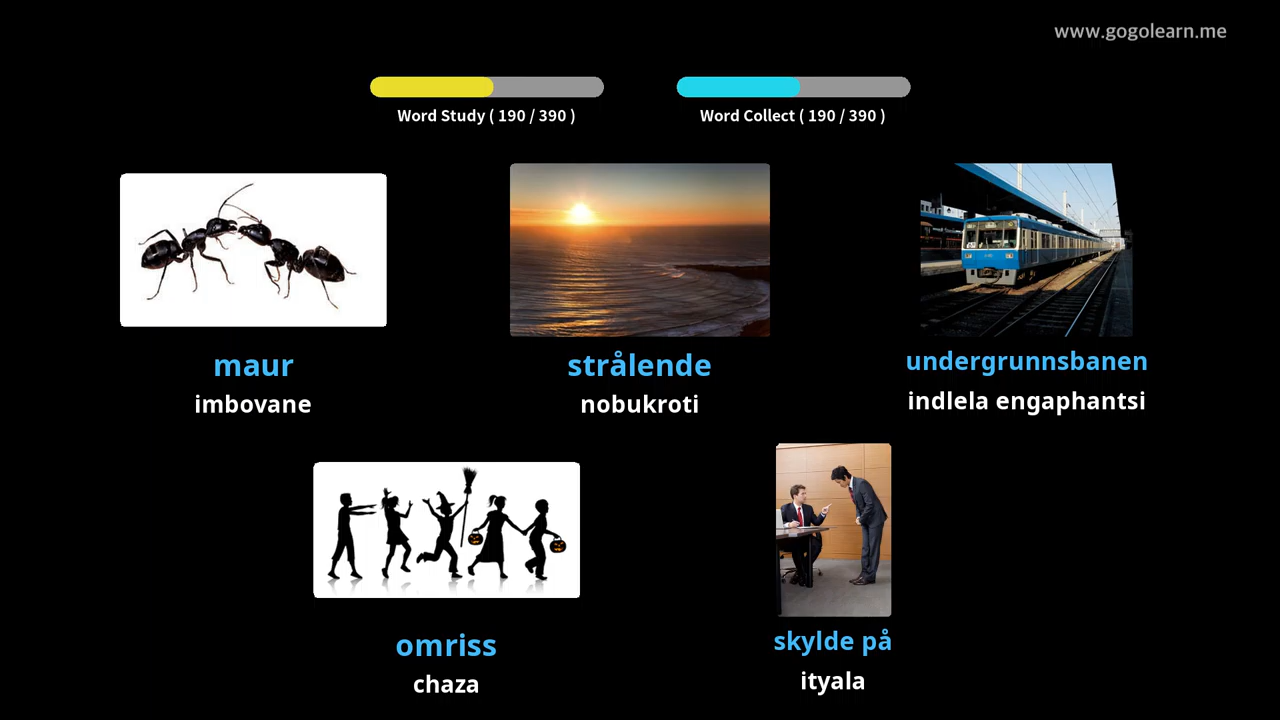 www.gogolearn.me
Word Study ( 190 / 390 )
Word Collect ( 190 / 390 )
maur
imbovane
strålende
nobukroti
undergrunnsbanen
indlela engaphantsi
omriss
chaza
skylde på
ityala